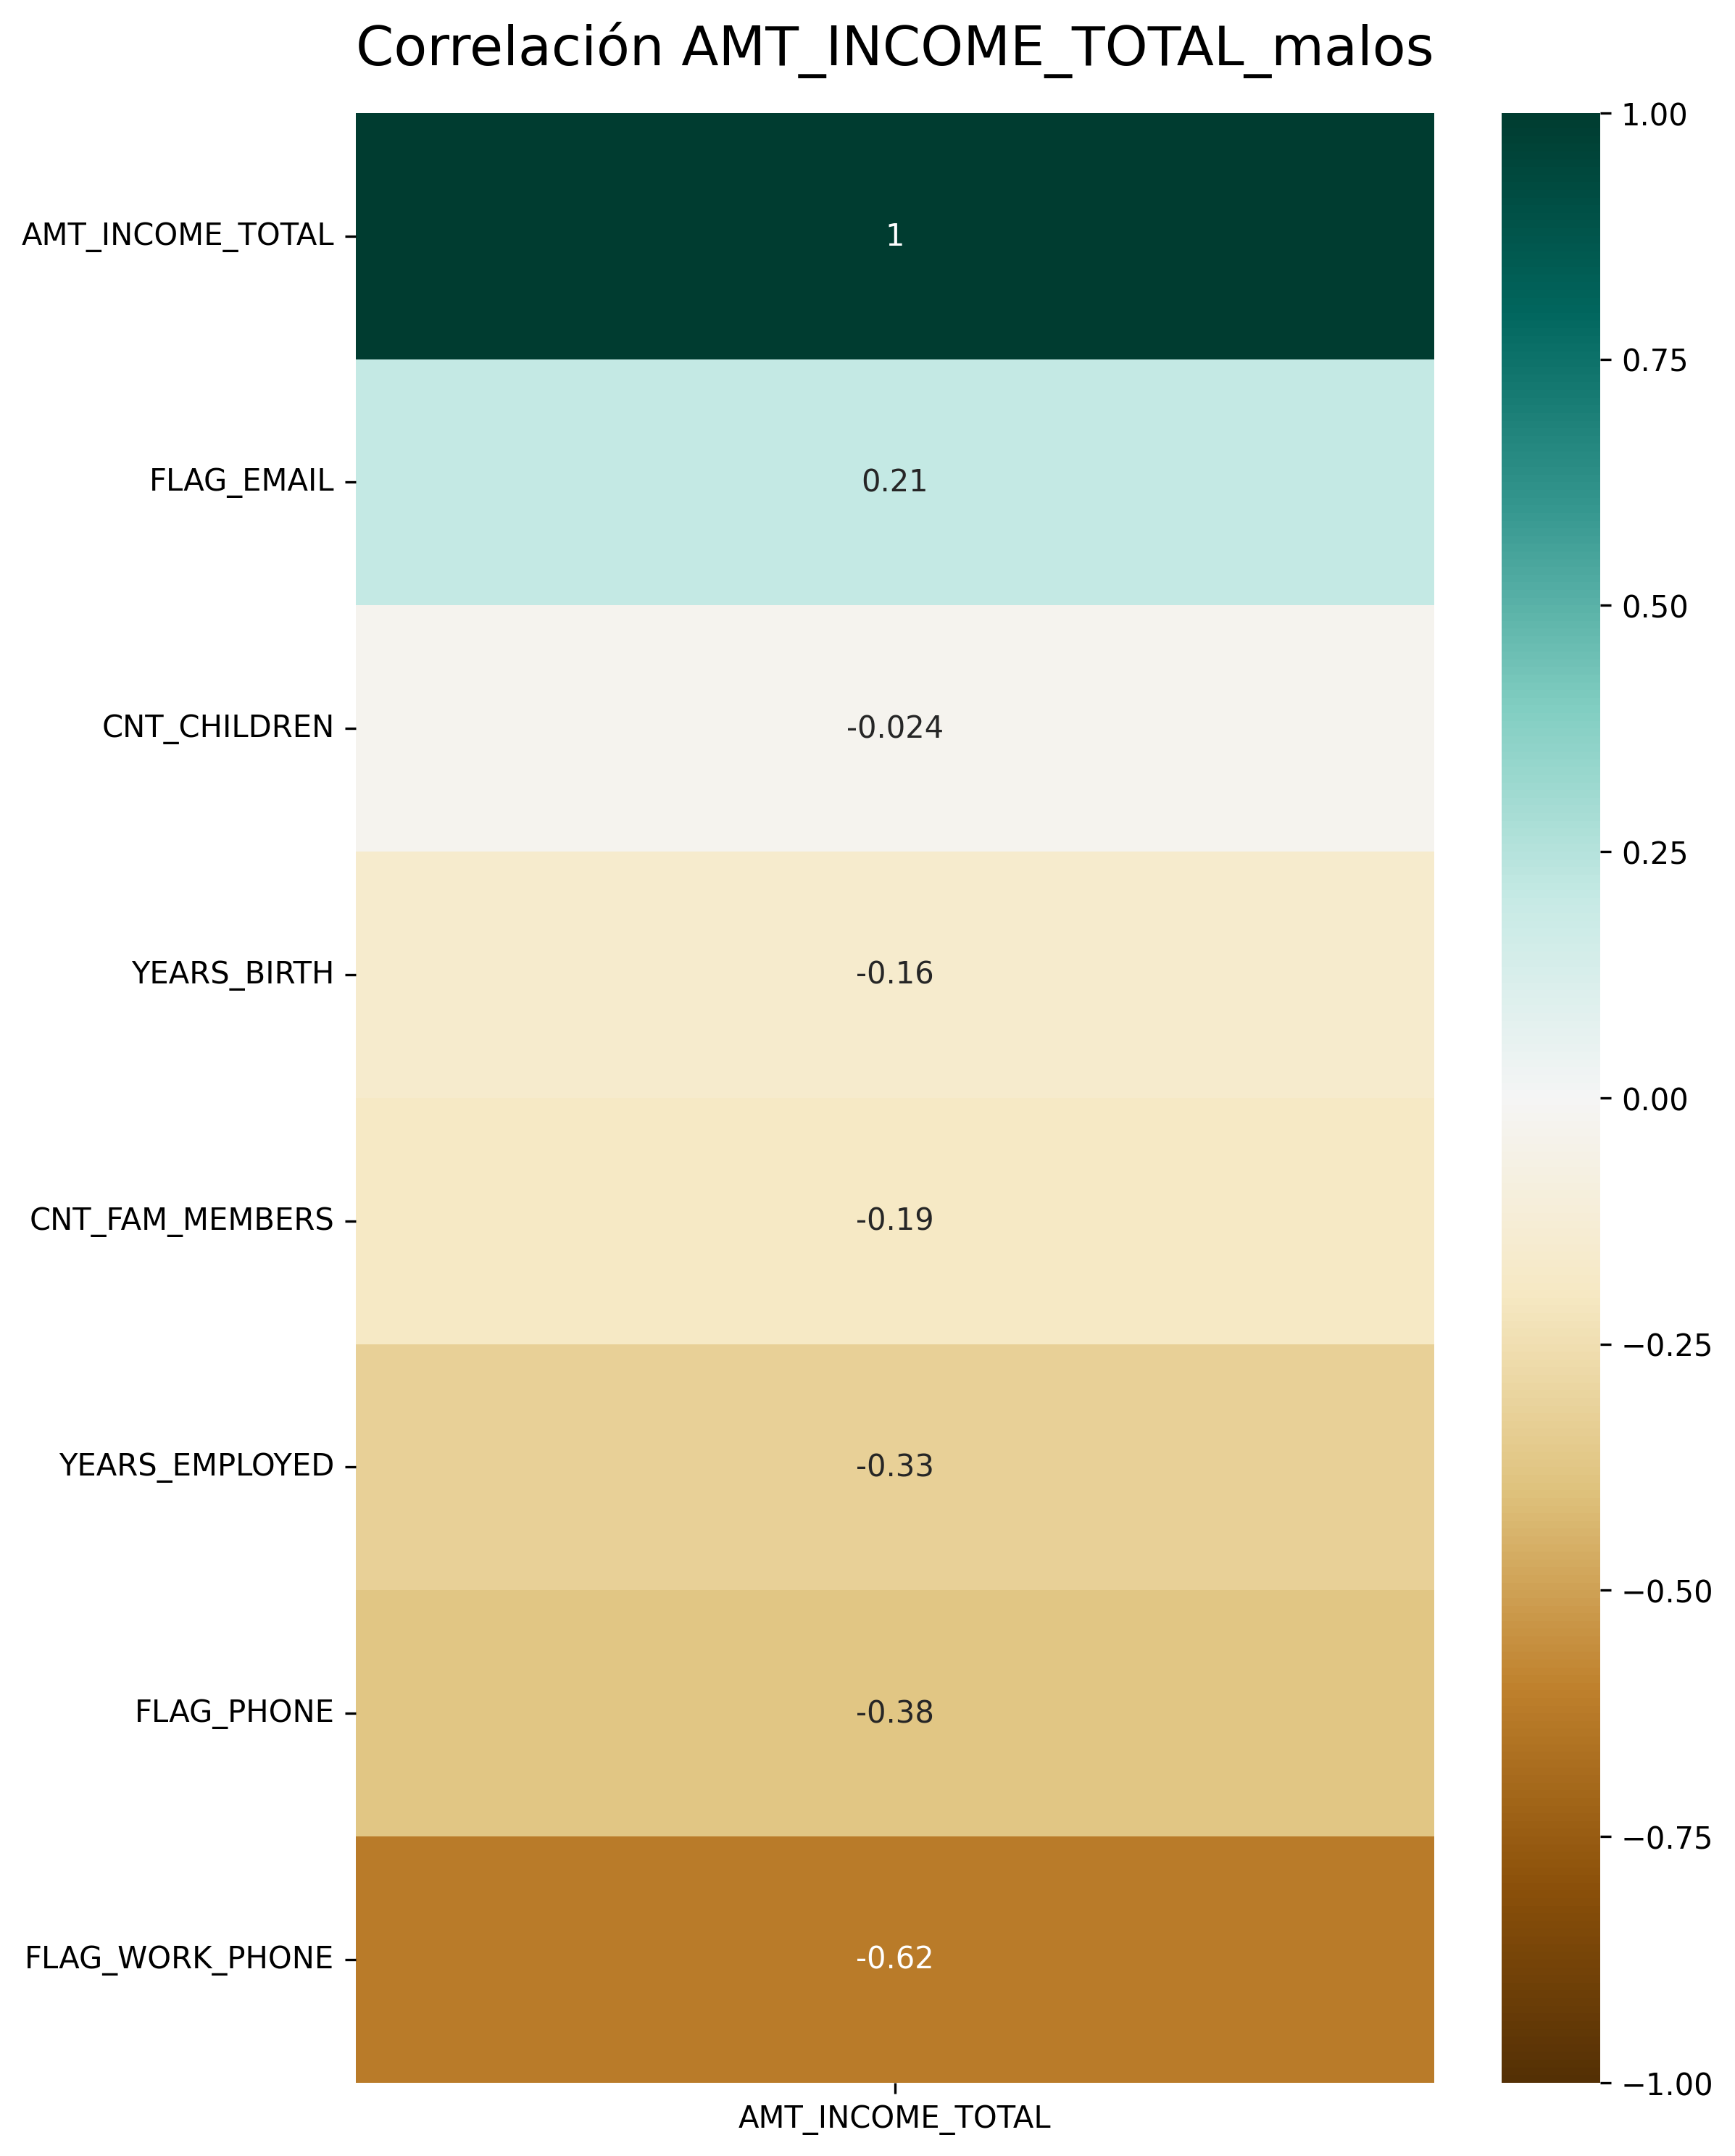 Correlación AMT_INCOME_TOTAL_malos
AMT_INCOME_TOTAL
1
FLAG_EMAIL
0.21
CNT_CHILDREN
-0.024
YEARS_BIRTH
-0.16
CNT_FAM_MEMBERS
-0.19
YEARS_EMPLOYED
-0.33
FLAG_PHONE
-0.38
FLAG_WORK_PHONE
-0.62
AMT_INCOME_TOTAL
1.00
0.75
0.50
0.25
0.00
−0.25
−0.50
−0.75
−1.00